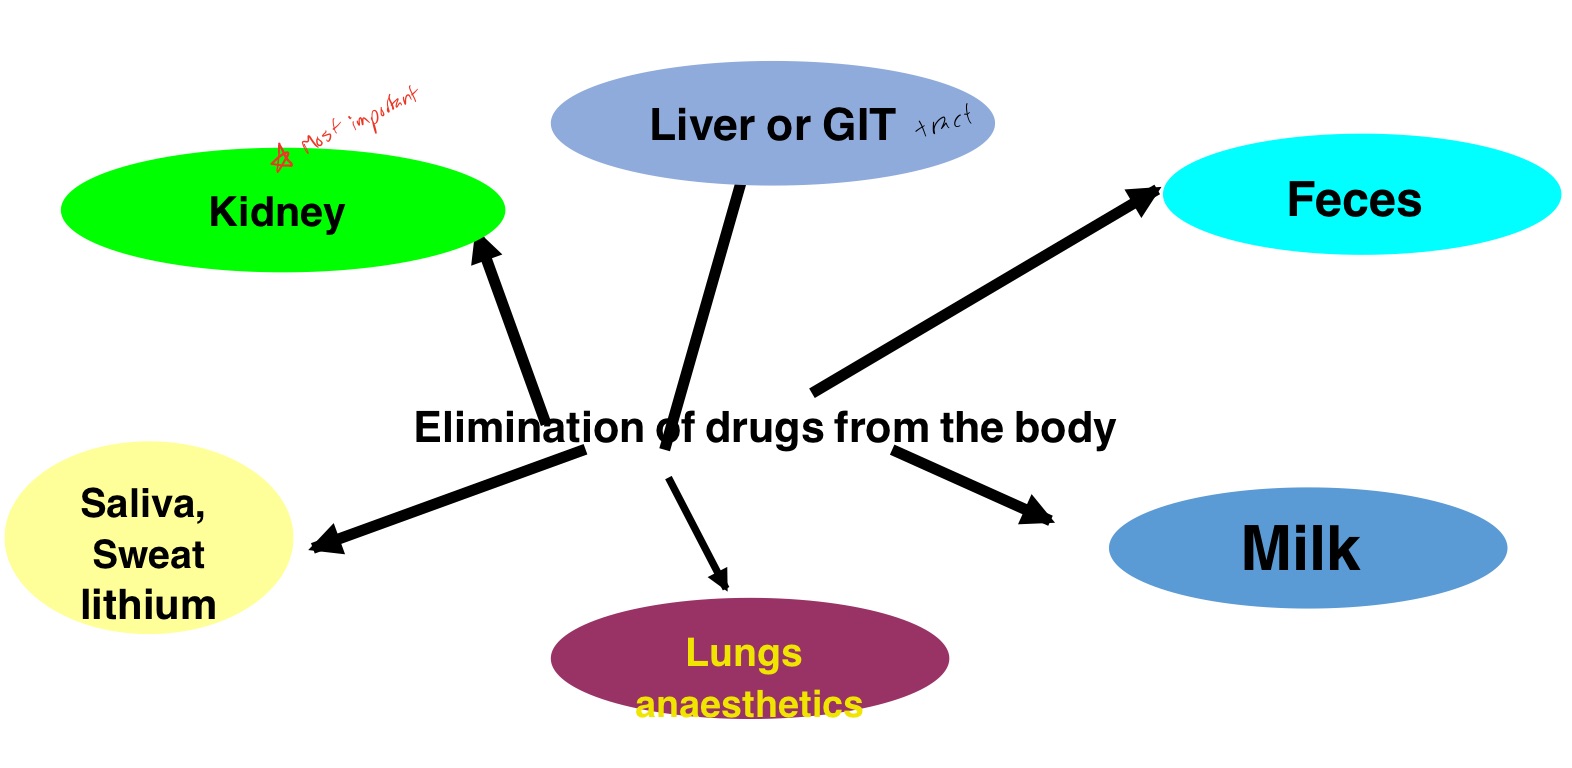 Most important
Kidney
Liver or GIT tract
Feces
Elimination of drugs from the body
Saliva,
Sweat
lithium
Milk
Lungs
anaesthetics